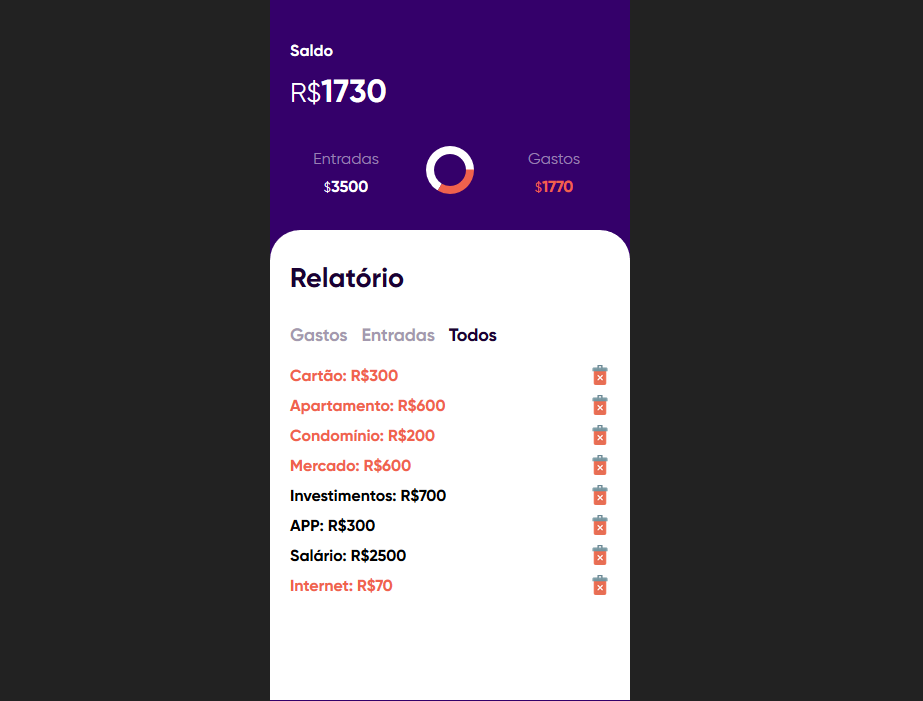 Saldo
R$1730
Entradas Gastos
$3500 $1770
Relatório
Gastos Entradas Todos
Cartão: R$300
Apartamento: R$600
Condomínio: R$200
Mercado: R$600
Investimentos: R$700
APP: R$300
Salário: R$2500
Internet: R$70